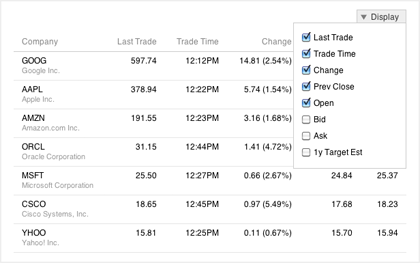 Display
Company Last Trade Trade Time Change
Last Trade
Trade Time
Change
Prev Close
Open
Bid
Ask
1y Target Est
GOOG 597.74 12:12PM 14.81 (2.54%)
Google Inc.
AAPL 378.94 12:22PM 5.74 (1.54%)
Apple Inc.
AMZN 191.55 12:23PM 3.16 (1.68%)
Amazon.com Inc.
ORCL 31.15 12:44PM 1.41 (4.72%)
Oracle Corporation
MSFT 25.50 12:27PM 0.66 (2.67%) 24.84 25.37
Microsoft Corporation
CSCO 18.65 12:45PM 0.97 (5.49%) 17.68 18.23
Cisco Systems, Inc.
YHOO 15.81 12:25PM 0.11 (0.67%) 15.70 15.94
Yahoo! Inc.